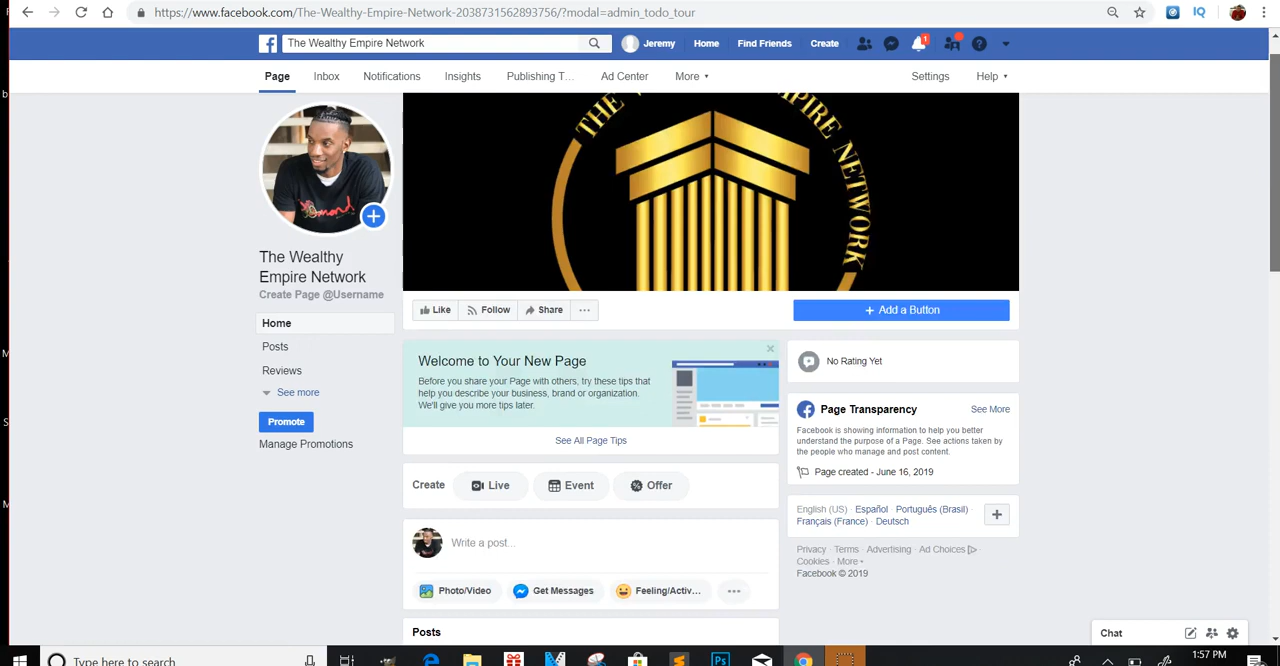 https://www.facebook.com/The-Wealthy-Empire-Network-2038731562893756/?modal=admin_todo_tour
The Wealthy Empire Network
Jeremy Home Find Friends Create
1
Page Inbox Notifications Insights Publishing T... Ad Center More Settings Help
THE W EMPIRE NETWORK
The Wealthy
Empire Network
Create Page @Username
Like Follow Share ... + Add a Button
Home
Posts
Reviews
See more
Promote
Manage Promotions
Welcome to Your New Page
Before you share your Page with others, try these tips that
help you describe your business, brand or organization.
We'll give you more tips later.
See All Page Tips
Create Live Event Offer
Write a post...
Photo/Video Get Messages Feeling/Activ...
Posts
No Rating Yet
Page Transparency See More
Facebook is showing information to help you better
understand the purpose of a Page. See actions taken by
the people who manage and post content.
Page created - June 16, 2019
English (US) · Español · Português (Brasil) ·
Français (France) · Deutsch
Privacy · Terms · Advertising · Ad Choices ·
Cookies · More
Facebook © 2019
Chat
Type here to search
1:57 PM